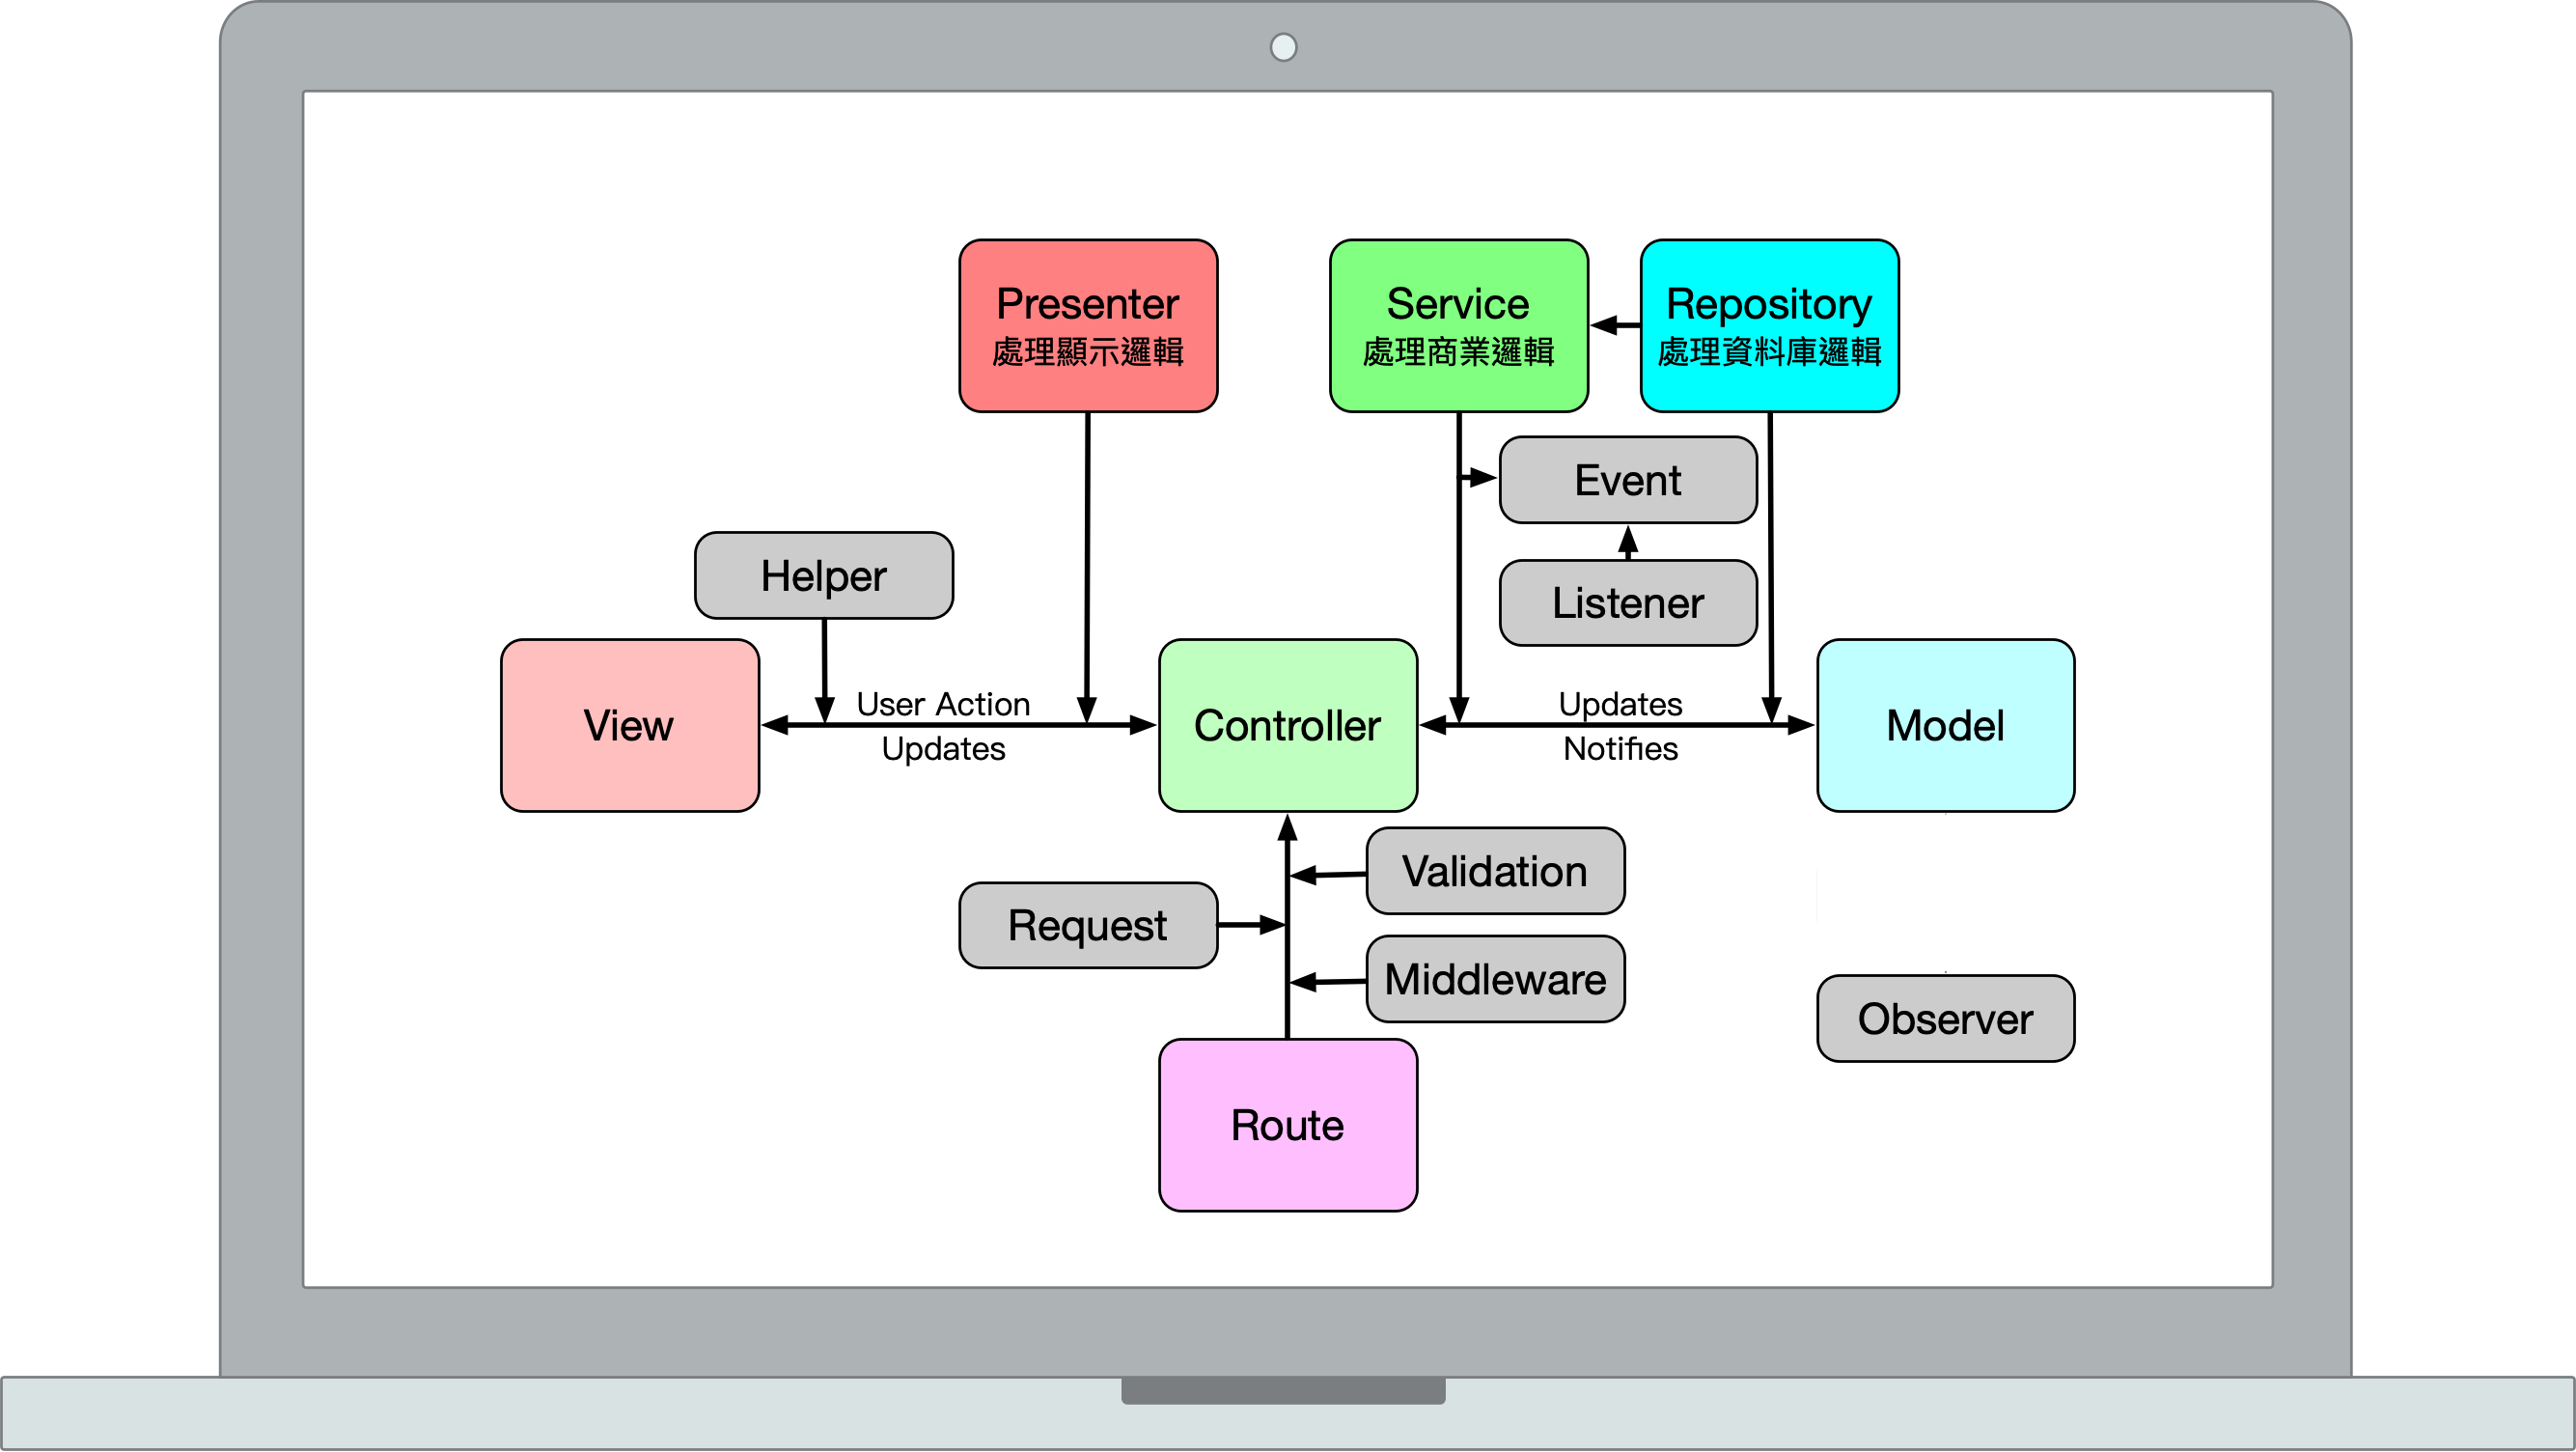 Presenter
處理顯示邏輯
Service
處理商業邏輯
Repository
處理資料庫邏輯
Event
Helper
Listener
View
User Action
Updates
Controller
Updates
Notifies
Model
Validation
Request
Middleware
Observer
Route